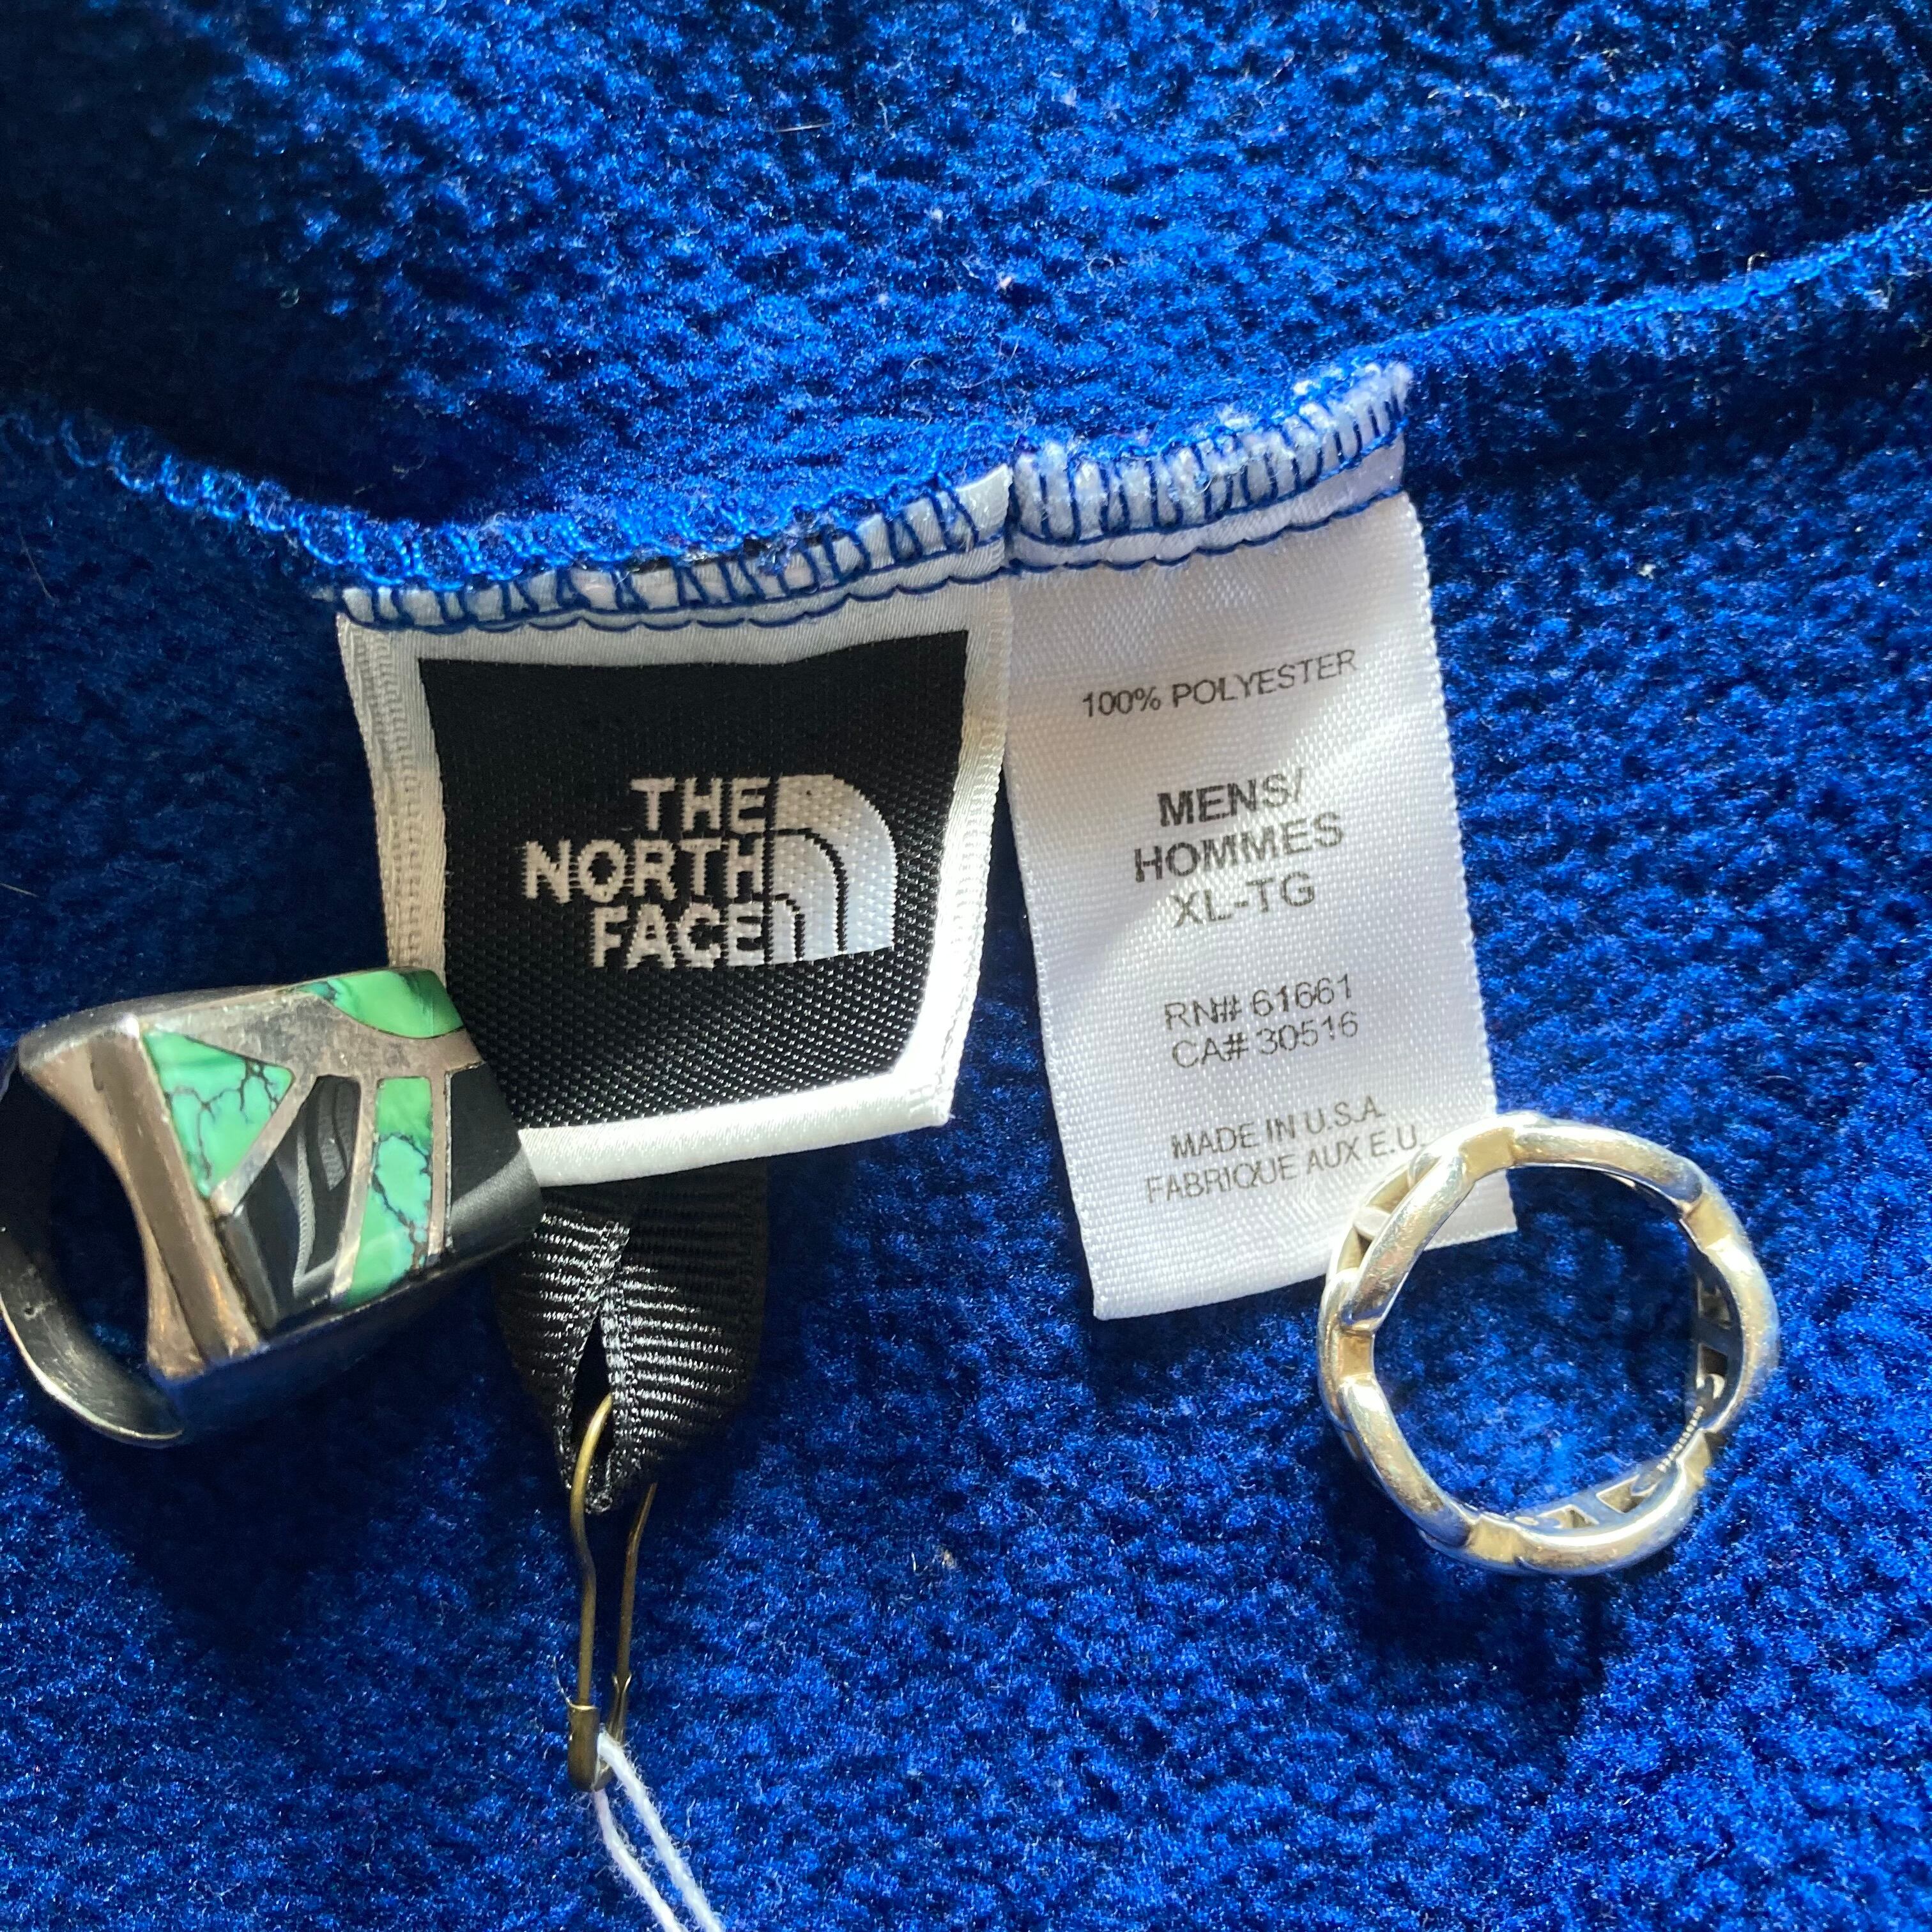 THE
NORTH
FACE
100% POLYESTER
MENS/
HOMMES
XL-TG
RN# 61661
CA# 30516
MADE IN U.S.A.
FABRIQUE AUX E.U.